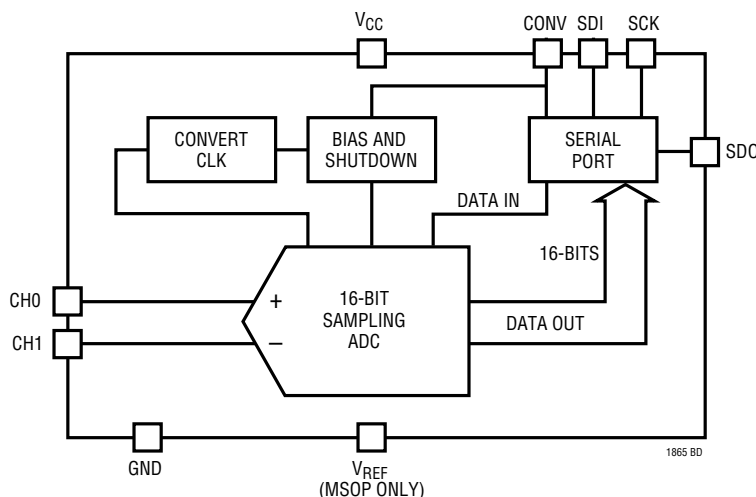 VCC
CONV
SDI
SCK
CONVERT
CLK
BIAS AND
SHUTDOWN
SERIAL
PORT
SDO
DATA IN
16-BITS
CH0
+
16-BIT
SAMPLING
ADC
CH1
−
DATA OUT
GND
VREF
(MSOP ONLY)
1865 BD